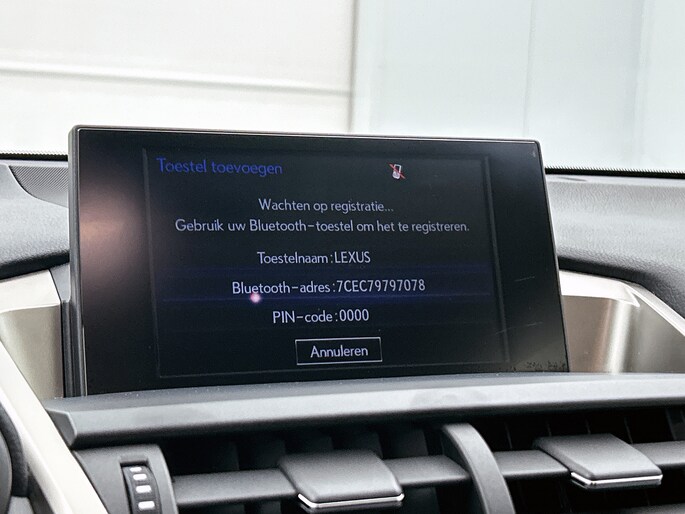 Toestel toevoegen
Wachten op registratie...
Gebruik uw Bluetooth-toestel om het te registreren.
Toestelnaam:LEXUS
Bluetooth-adres:7CEC79797078
PIN-code:0000
Annuleren